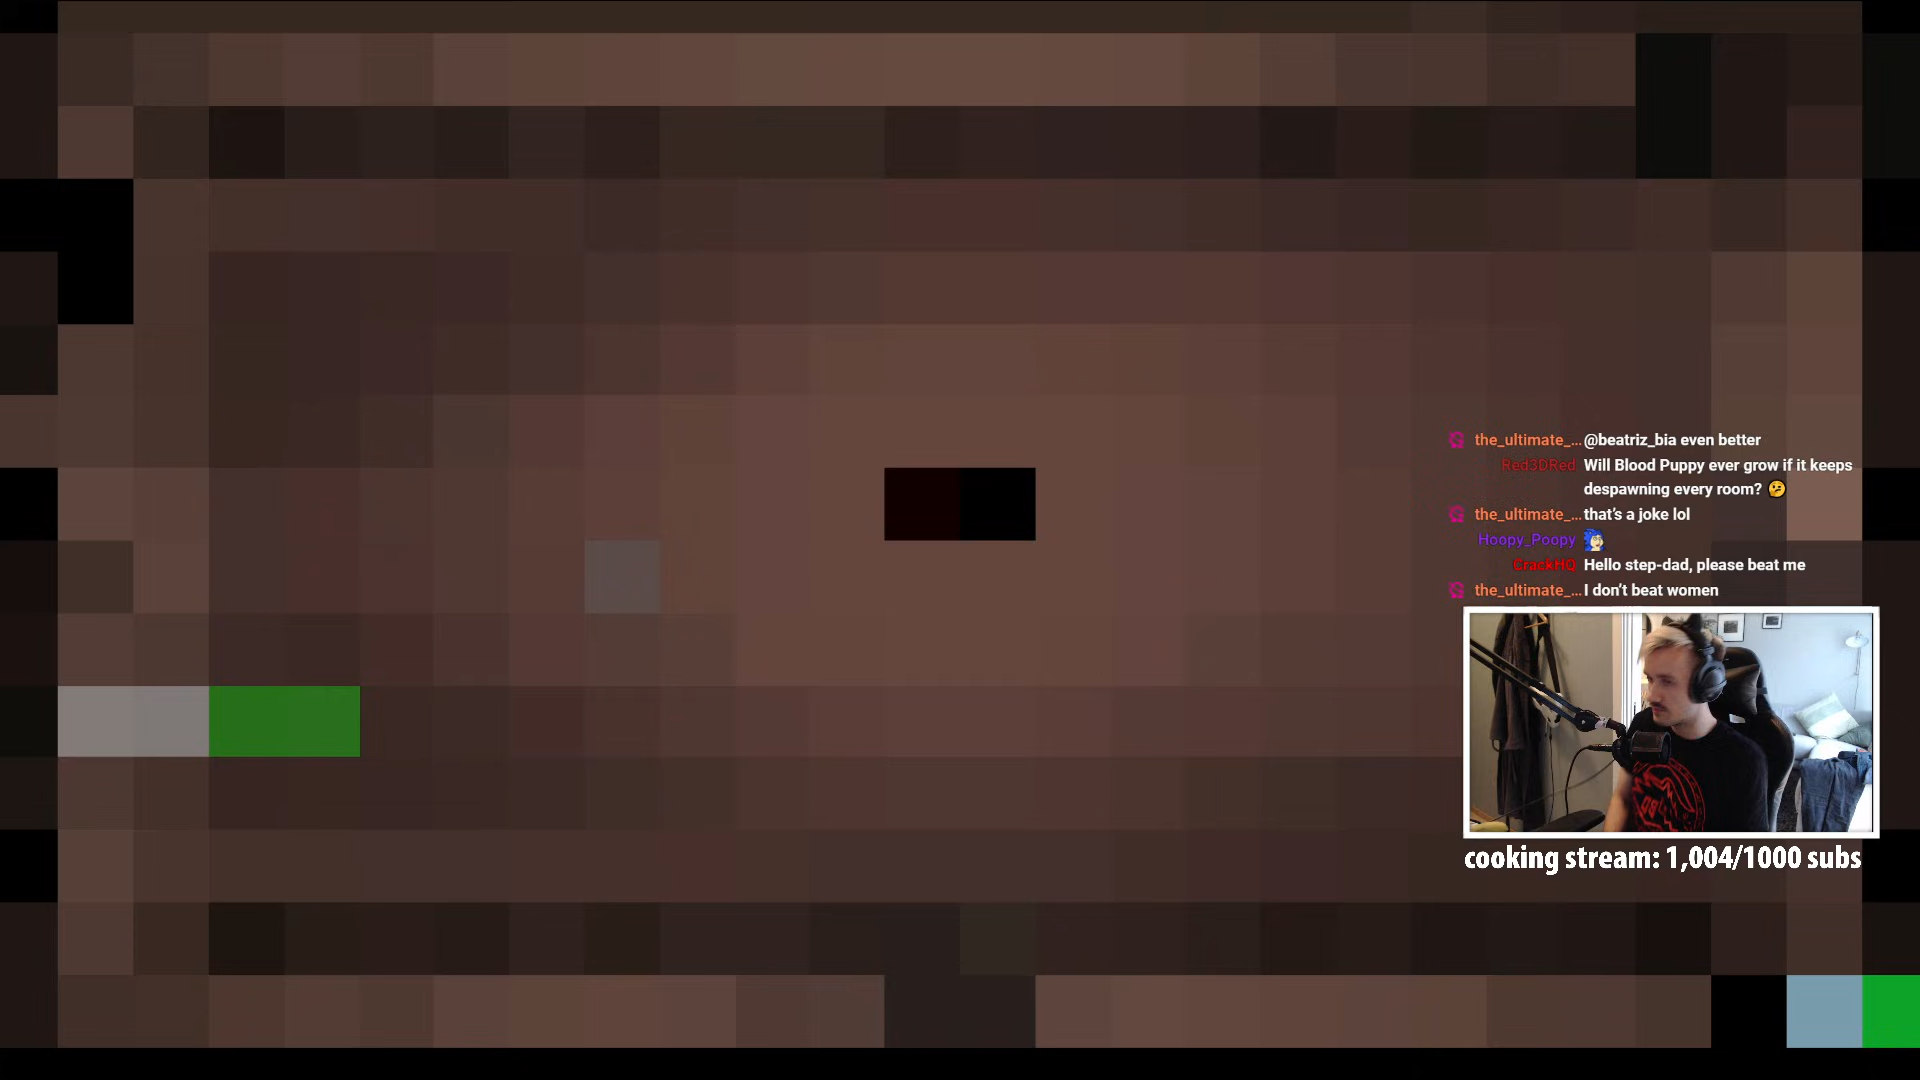 the_ultimate_... @beatriz_bia even better
Red3DRed Will Blood Puppy ever grow if it keeps
despawning every room? 🤔
the_ultimate_... that's a joke lol
Hoopy_Poopy
CrackHQ Hello step-dad, please beat me
the_ultimate_... I don't beat women
cooking stream: 1,004/1000 subs